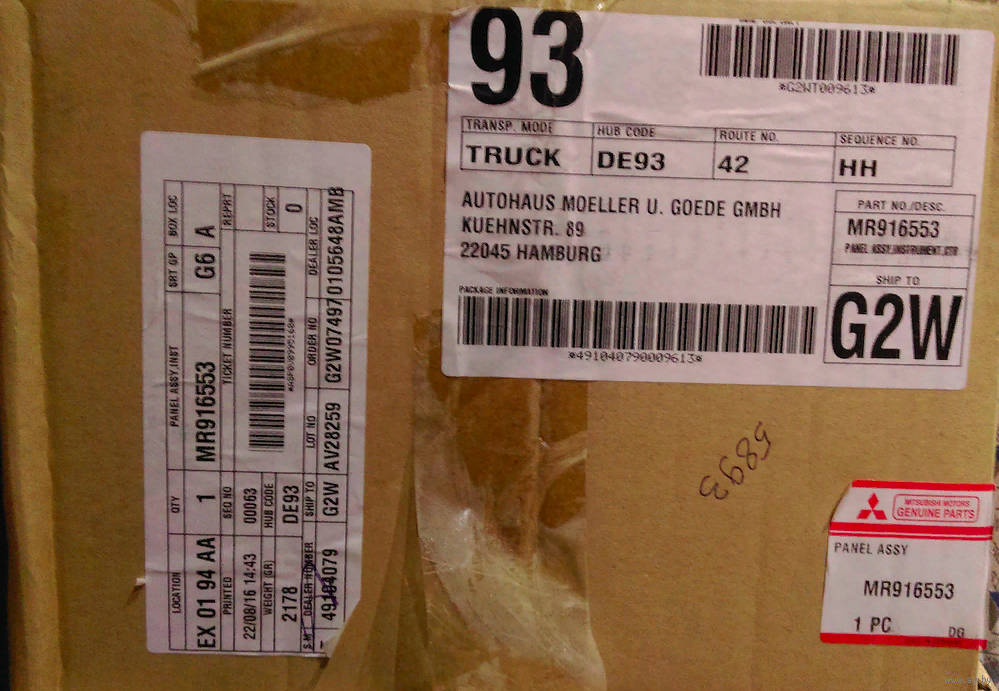 93
*G2WT009613*
TRANSP. MODE HUB CODE ROUTE NO. SEQUENCE NO.
TRUCK DE93 42 HH
AUTOHAUS MOELLER U. GOEDE GMBH
KUEHNSTR. 89
22045 HAMBURG
PART NO./DESC.
MR916553
PANEL ASSY,INSTRUMENT,CTR
SHIP TO
G2W
PACKAGE INFORMATION
*491040790009613*
LOCATION QTY PANEL ASSY,INST SRT GP BOX LOC
EX 01 94 AA 1 MR916553 G6 A
PRINTED SEQ NO TICKET NUMBER REPRT
22/08/16 14:43 00063
WEIGHT (GR) HUB CODE STOCK
2178 DE93 0
S.M DEALER NUMBER SHIP TO LOT NO ORDER NO DEALER LOC
49104079 G2W AV28259 G2W07497 0105648AMB
MITSUBISHI MOTORS
GENUINE PARTS
PANEL ASSY
MR916553
1 PC
DG